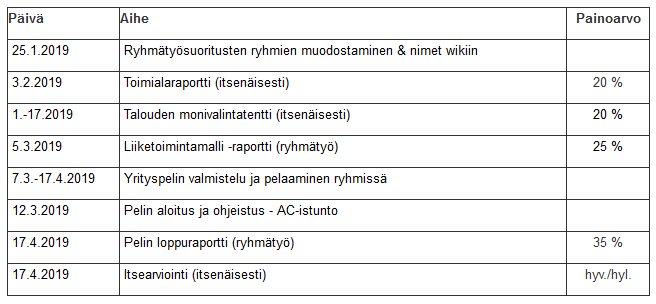 Päivä Aihe Painoarvo
25.1.2019 Ryhmätyösuoritusten ryhmien muodostaminen & nimet wikiin
3.2.2019 Toimialaraportti (itsenäisesti) 20 %
1.-17.2019 Talouden monivalintatentti (itsenäisesti) 20 %
5.3.2019 Liiketoimintamalli -raportti (ryhmätyö) 25 %
7.3.-17.4.2019 Yrityspelin valmistelu ja pelaaminen ryhmissä
12.3.2019 Pelin aloitus ja ohjeistus - AC-istunto
17.4.2019 Pelin loppuraportti (ryhmätyö) 35 %
17.4.2019 Itsearviointi (itsenäisesti) hyv./hyl.